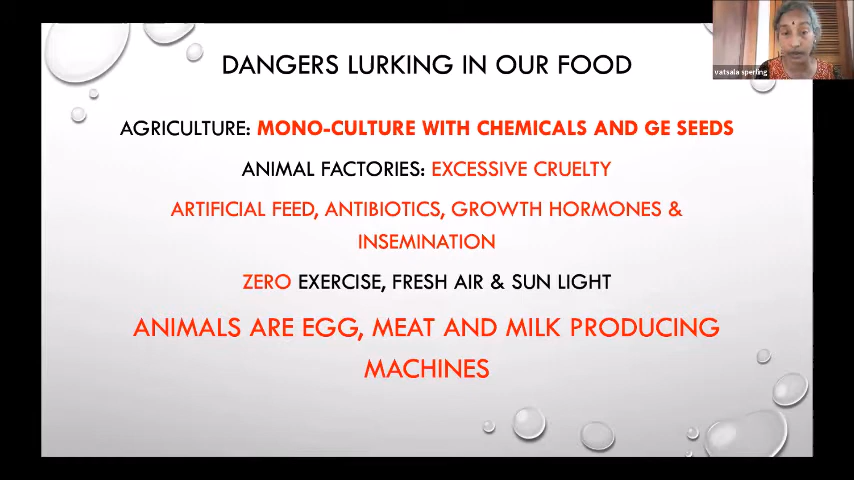 DANGERS LURKING IN OUR FOOD
vatsala sperling
AGRICULTURE: MONO-CULTURE WITH CHEMICALS AND GE SEEDS
ANIMAL FACTORIES: EXCESSIVE CRUELTY
ARTIFICIAL FEED, ANTIBIOTICS, GROWTH HORMONES &
INSEMINATION
ZERO EXERCISE, FRESH AIR & SUN LIGHT
ANIMALS ARE EGG, MEAT AND MILK PRODUCING
MACHINES